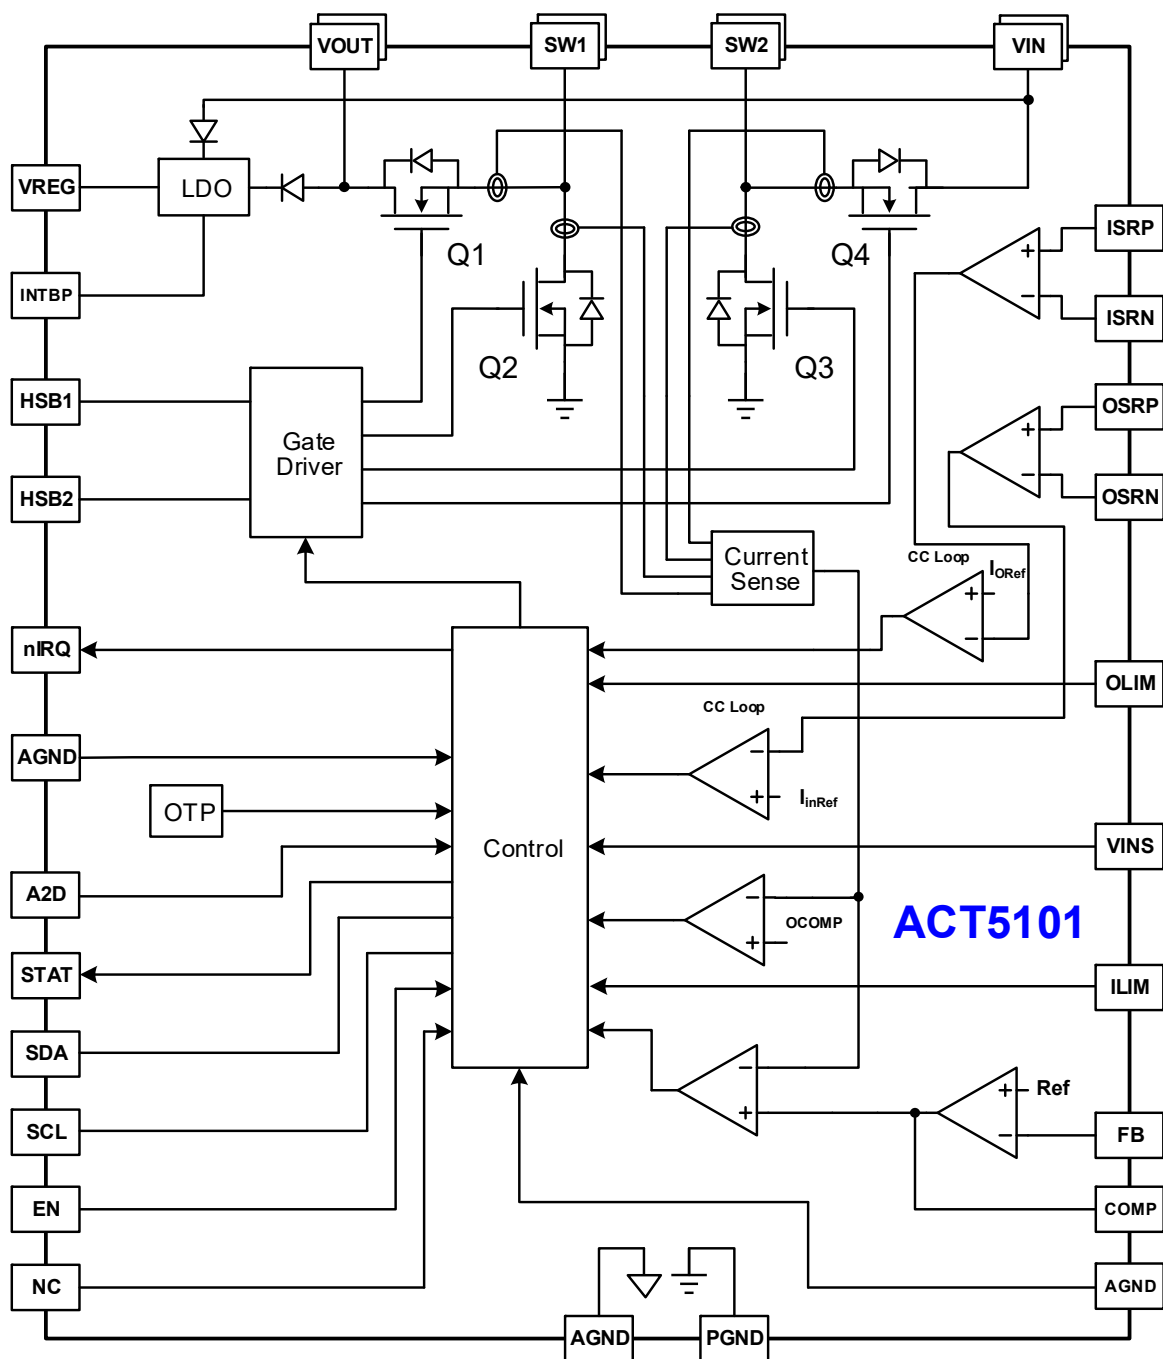 VOUT
SW1
SW2
VIN
VREG
LDO
INTBP
Q1
Q4
Q2
Q3
ISRP
+
−
ISRN
HSB1
Gate
Driver
HSB2
OSRP
+
−
OSRN
Current
Sense
CC Loop
IORef
+
−
nIRQ
OLIM
CC Loop
−
+
IinRef
AGND
OTP
Control
VINS
A2D
−
OCOMP
+
ACT5101
STAT
ILIM
SDA
−
+
+
Ref
−
SCL
FB
EN
COMP
NC
AGND
AGND
PGND